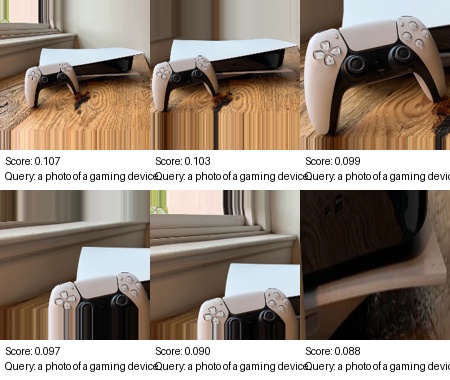 Score: 0.107
Query: a photo of a gaming device
Score: 0.103
Query: a photo of a gaming device
Score: 0.099
Query: a photo of a gaming device
Score: 0.097
Query: a photo of a gaming device
Score: 0.090
Query: a photo of a gaming device
Score: 0.088
Query: a photo of a gaming device